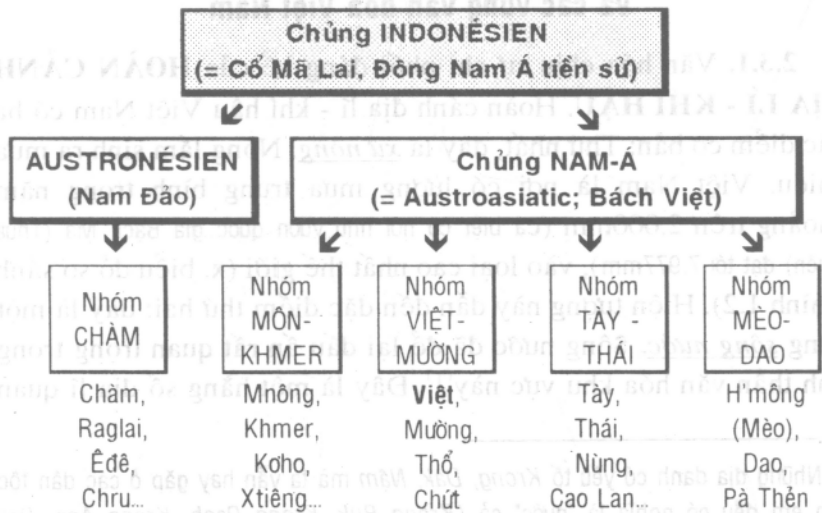 Chủng INDONÉSIEN
(= Cổ Mã Lai, Đông Nam Á tiền sử)
AUSTRONÉSIEN
(Nam Đảo)
Chủng NAM-Á
(= Austroasiatic; Bách Việt)
Nhóm
CHÀM
Nhóm
MÔN-
KHMER
Nhóm
VIỆT-
MƯỜNG
Nhóm
TÀY -
THÁI
Nhóm
MÈO-
DAO
Chàm,
Raglai,
Êđê,
Chru...
Mnông,
Khmer,
Kơho,
Xtiêng...
Việt,
Mường,
Thổ,
Chứt
Tày,
Thái,
Nùng,
Cao Lan...
H'mông
(Mèo),
Dao,
Pà Thẻn